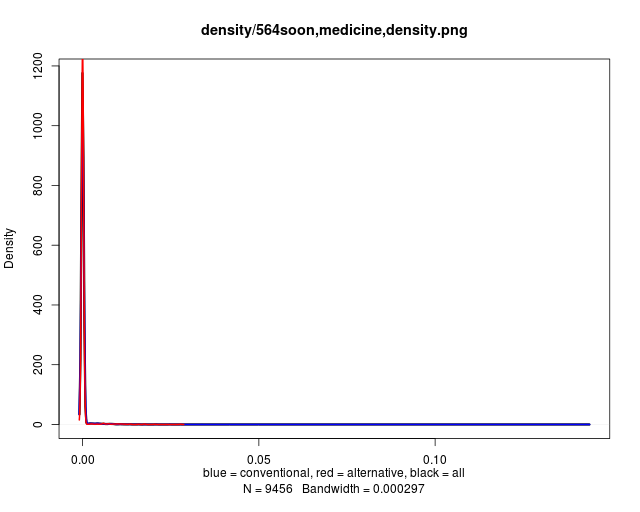 density/564soon,medicine,density.png
1200
1000
800
600
400
200
0
Density
0.00 0.05 0.10
blue = conventional, red = alternative, black = all
N = 9456 Bandwidth = 0.000297